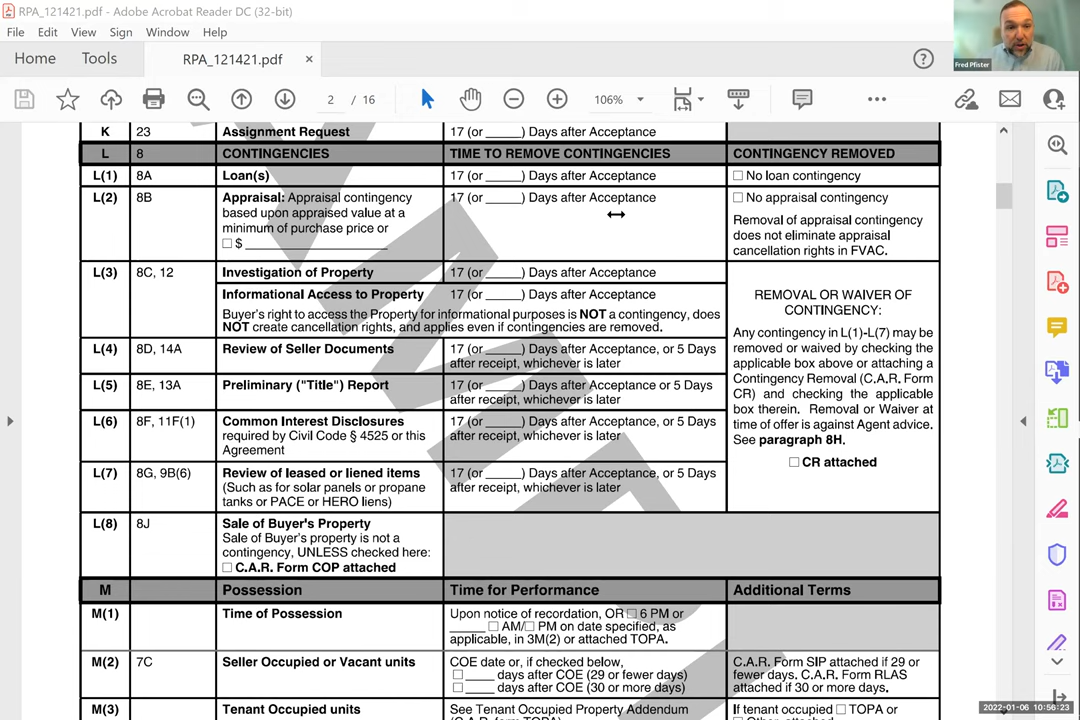 RPA_121421.pdf - Adobe Acrobat Reader DC (32-bit)
File Edit View Sign Window Help
Home Tools RPA_121421.pdf ×
2 / 16 106%
Fred Pfister
K 23 Assignment Request 17 (or _____) Days after Acceptance
L 8 CONTINGENCIES TIME TO REMOVE CONTINGENCIES CONTINGENCY REMOVED
L(1) 8A Loan(s) 17 (or _____) Days after Acceptance ☐ No loan contingency
L(2) 8B Appraisal: Appraisal contingency 17 (or _____) Days after Acceptance ☐ No appraisal contingency
based upon appraised value at a
minimum of purchase price or
☐ $ ____________________
Removal of appraisal contingency
does not eliminate appraisal
cancellation rights in FVAC.
L(3) 8C, 12 Investigation of Property 17 (or _____) Days after Acceptance
Informational Access to Property 17 (or _____) Days after Acceptance
Buyer's right to access the Property for informational purposes is NOT a contingency, does
NOT create cancellation rights, and applies even if contingencies are removed.
REMOVAL OR WAIVER OF
CONTINGENCY:
Any contingency in L(1)-L(7) may be
removed or waived by checking the
applicable box above or attaching a
Contingency Removal (C.A.R. Form
CR) and checking the applicable
box therein. Removal or Waiver at
time of offer is against Agent advice.
See paragraph 8H.
☐ CR attached
L(4) 8D, 14A Review of Seller Documents 17 (or _____) Days after Acceptance, or 5 Days
after receipt, whichever is later
L(5) 8E, 13A Preliminary ("Title") Report 17 (or _____) Days after Acceptance or 5 Days
after receipt, whichever is later
L(6) 8F, 11F(1) Common Interest Disclosures 17 (or _____) Days after Acceptance, or 5 Days
required by Civil Code § 4525 or this after receipt, whichever is later
Agreement
L(7) 8G, 9B(6) Review of leased or liened items 17 (or _____) Days after Acceptance, or 5 Days
(Such as for solar panels or propane after receipt, whichever is later
tanks or PACE or HERO liens)
L(8) 8J Sale of Buyer's Property
Sale of Buyer's property is not a
contingency, UNLESS checked here:
☐ C.A.R. Form COP attached
M Possession Time for Performance Additional Terms
M(1) Time of Possession Upon notice of recordation, OR ☐ 6 PM or
_____ ☐ AM/☐ PM on date specified, as
applicable, in 3M(2) or attached TOPA.
M(2) 7C Seller Occupied or Vacant units COE date or, if checked below,
☐ ____ days after COE (29 or fewer days)
☐ ____ days after COE (30 or more days)
C.A.R. Form SIP attached if 29 or
fewer days. C.A.R. Form RLAS
attached if 30 or more days.
M(3) Tenant Occupied units See Tenant Occupied Property Addendum If tenant occupied ☐ TOPA or
(C.A.R. form TOPA) ☐ Other attached
2022-01-06 10:56:23